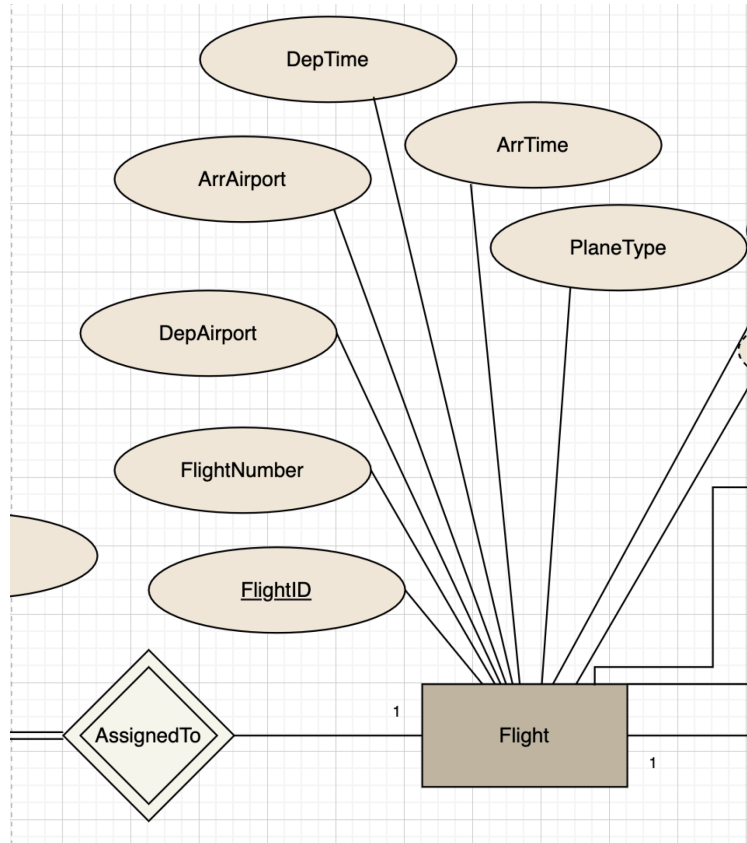 DepTime
ArrTime
ArrAirport
PlaneType
DepAirport
FlightNumber
FlightID
AssignedTo
1
Flight
1